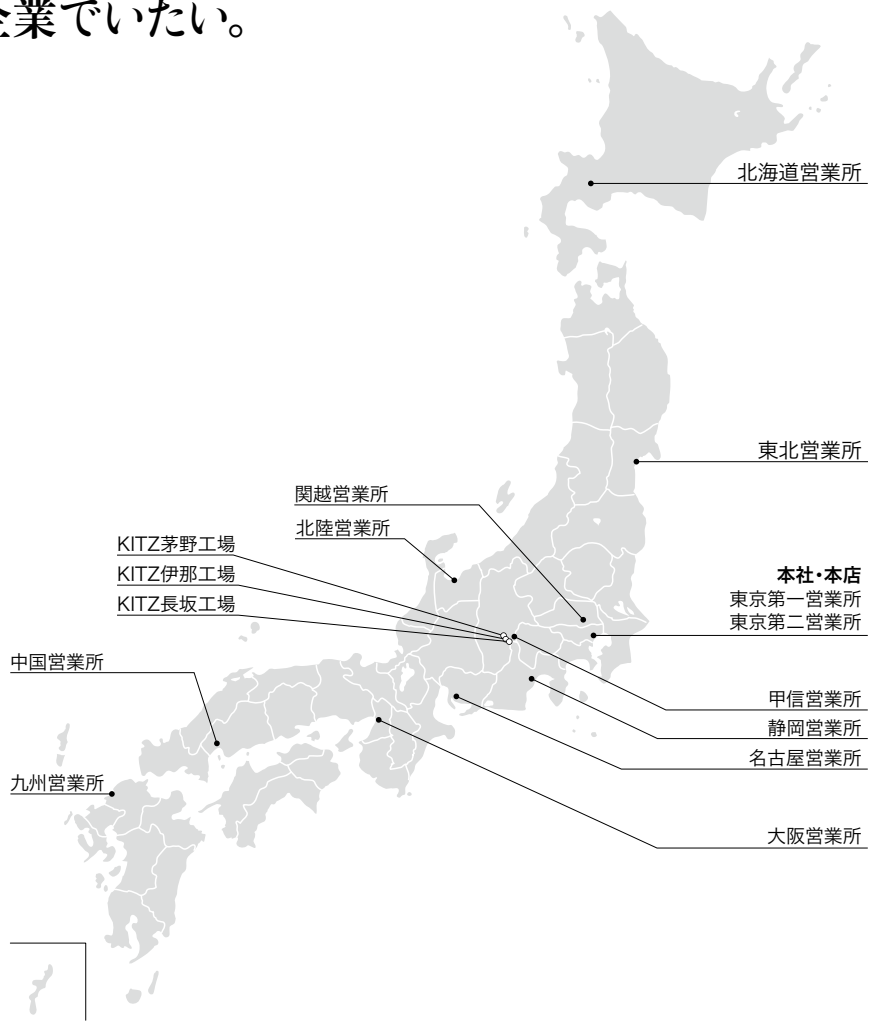 企業でいたい。
北海道営業所
東北営業所
関越営業所
北陸営業所
KITZ茅野工場
KITZ伊那工場
KITZ長坂工場
本社・本店
東京第一営業所
東京第二営業所
中国営業所
甲信営業所
静岡営業所
名古屋営業所
九州営業所
大阪営業所